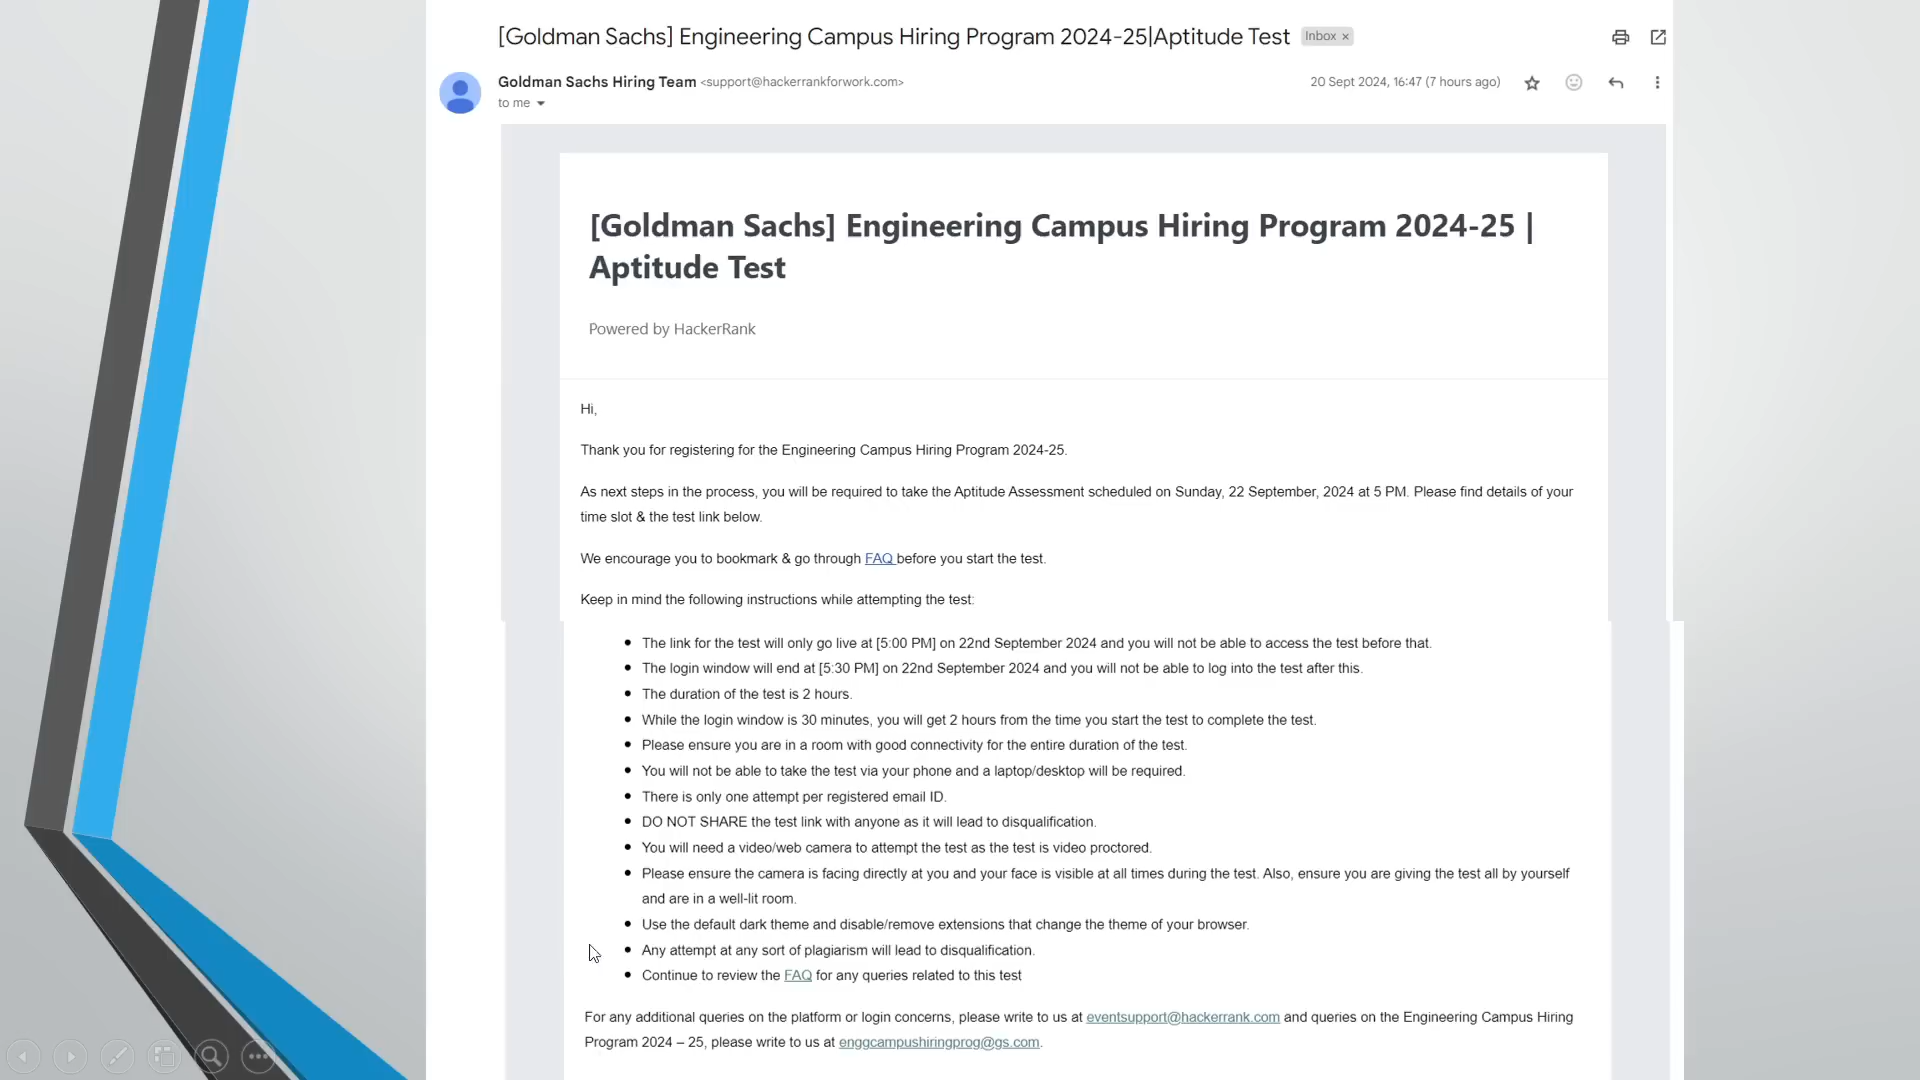 [Goldman Sachs] Engineering Campus Hiring Program 2024-25|Aptitude Test Inbox ×
Goldman Sachs Hiring Team <support@hackerrankforwork.com> 20 Sept 2024, 16:47 (7 hours ago)
to me
[Goldman Sachs] Engineering Campus Hiring Program 2024-25 |
Aptitude Test
Powered by HackerRank
Hi,
Thank you for registering for the Engineering Campus Hiring Program 2024-25.
As next steps in the process, you will be required to take the Aptitude Assessment scheduled on Sunday, 22 September, 2024 at 5 PM. Please find details of your
time slot & the test link below.
We encourage you to bookmark & go through FAQ before you start the test.
Keep in mind the following instructions while attempting the test:
• The link for the test will only go live at [5:00 PM] on 22nd September 2024 and you will not be able to access the test before that.
• The login window will end at [5:30 PM] on 22nd September 2024 and you will not be able to log into the test after this.
• The duration of the test is 2 hours.
• While the login window is 30 minutes, you will get 2 hours from the time you start the test to complete the test.
• Please ensure you are in a room with good connectivity for the entire duration of the test.
• You will not be able to take the test via your phone and a laptop/desktop will be required.
• There is only one attempt per registered email ID.
• DO NOT SHARE the test link with anyone as it will lead to disqualification.
• You will need a video/web camera to attempt the test as the test is video proctored.
• Please ensure the camera is facing directly at you and your face is visible at all times during the test. Also, ensure you are giving the test all by yourself
and are in a well-lit room.
• Use the default dark theme and disable/remove extensions that change the theme of your browser.
• Any attempt at any sort of plagiarism will lead to disqualification.
• Continue to review the FAQ for any queries related to this test
For any additional queries on the platform or login concerns, please write to us at eventsupport@hackerrank.com and queries on the Engineering Campus Hiring
Program 2024 – 25, please write to us at enggcampushiringprog@gs.com.